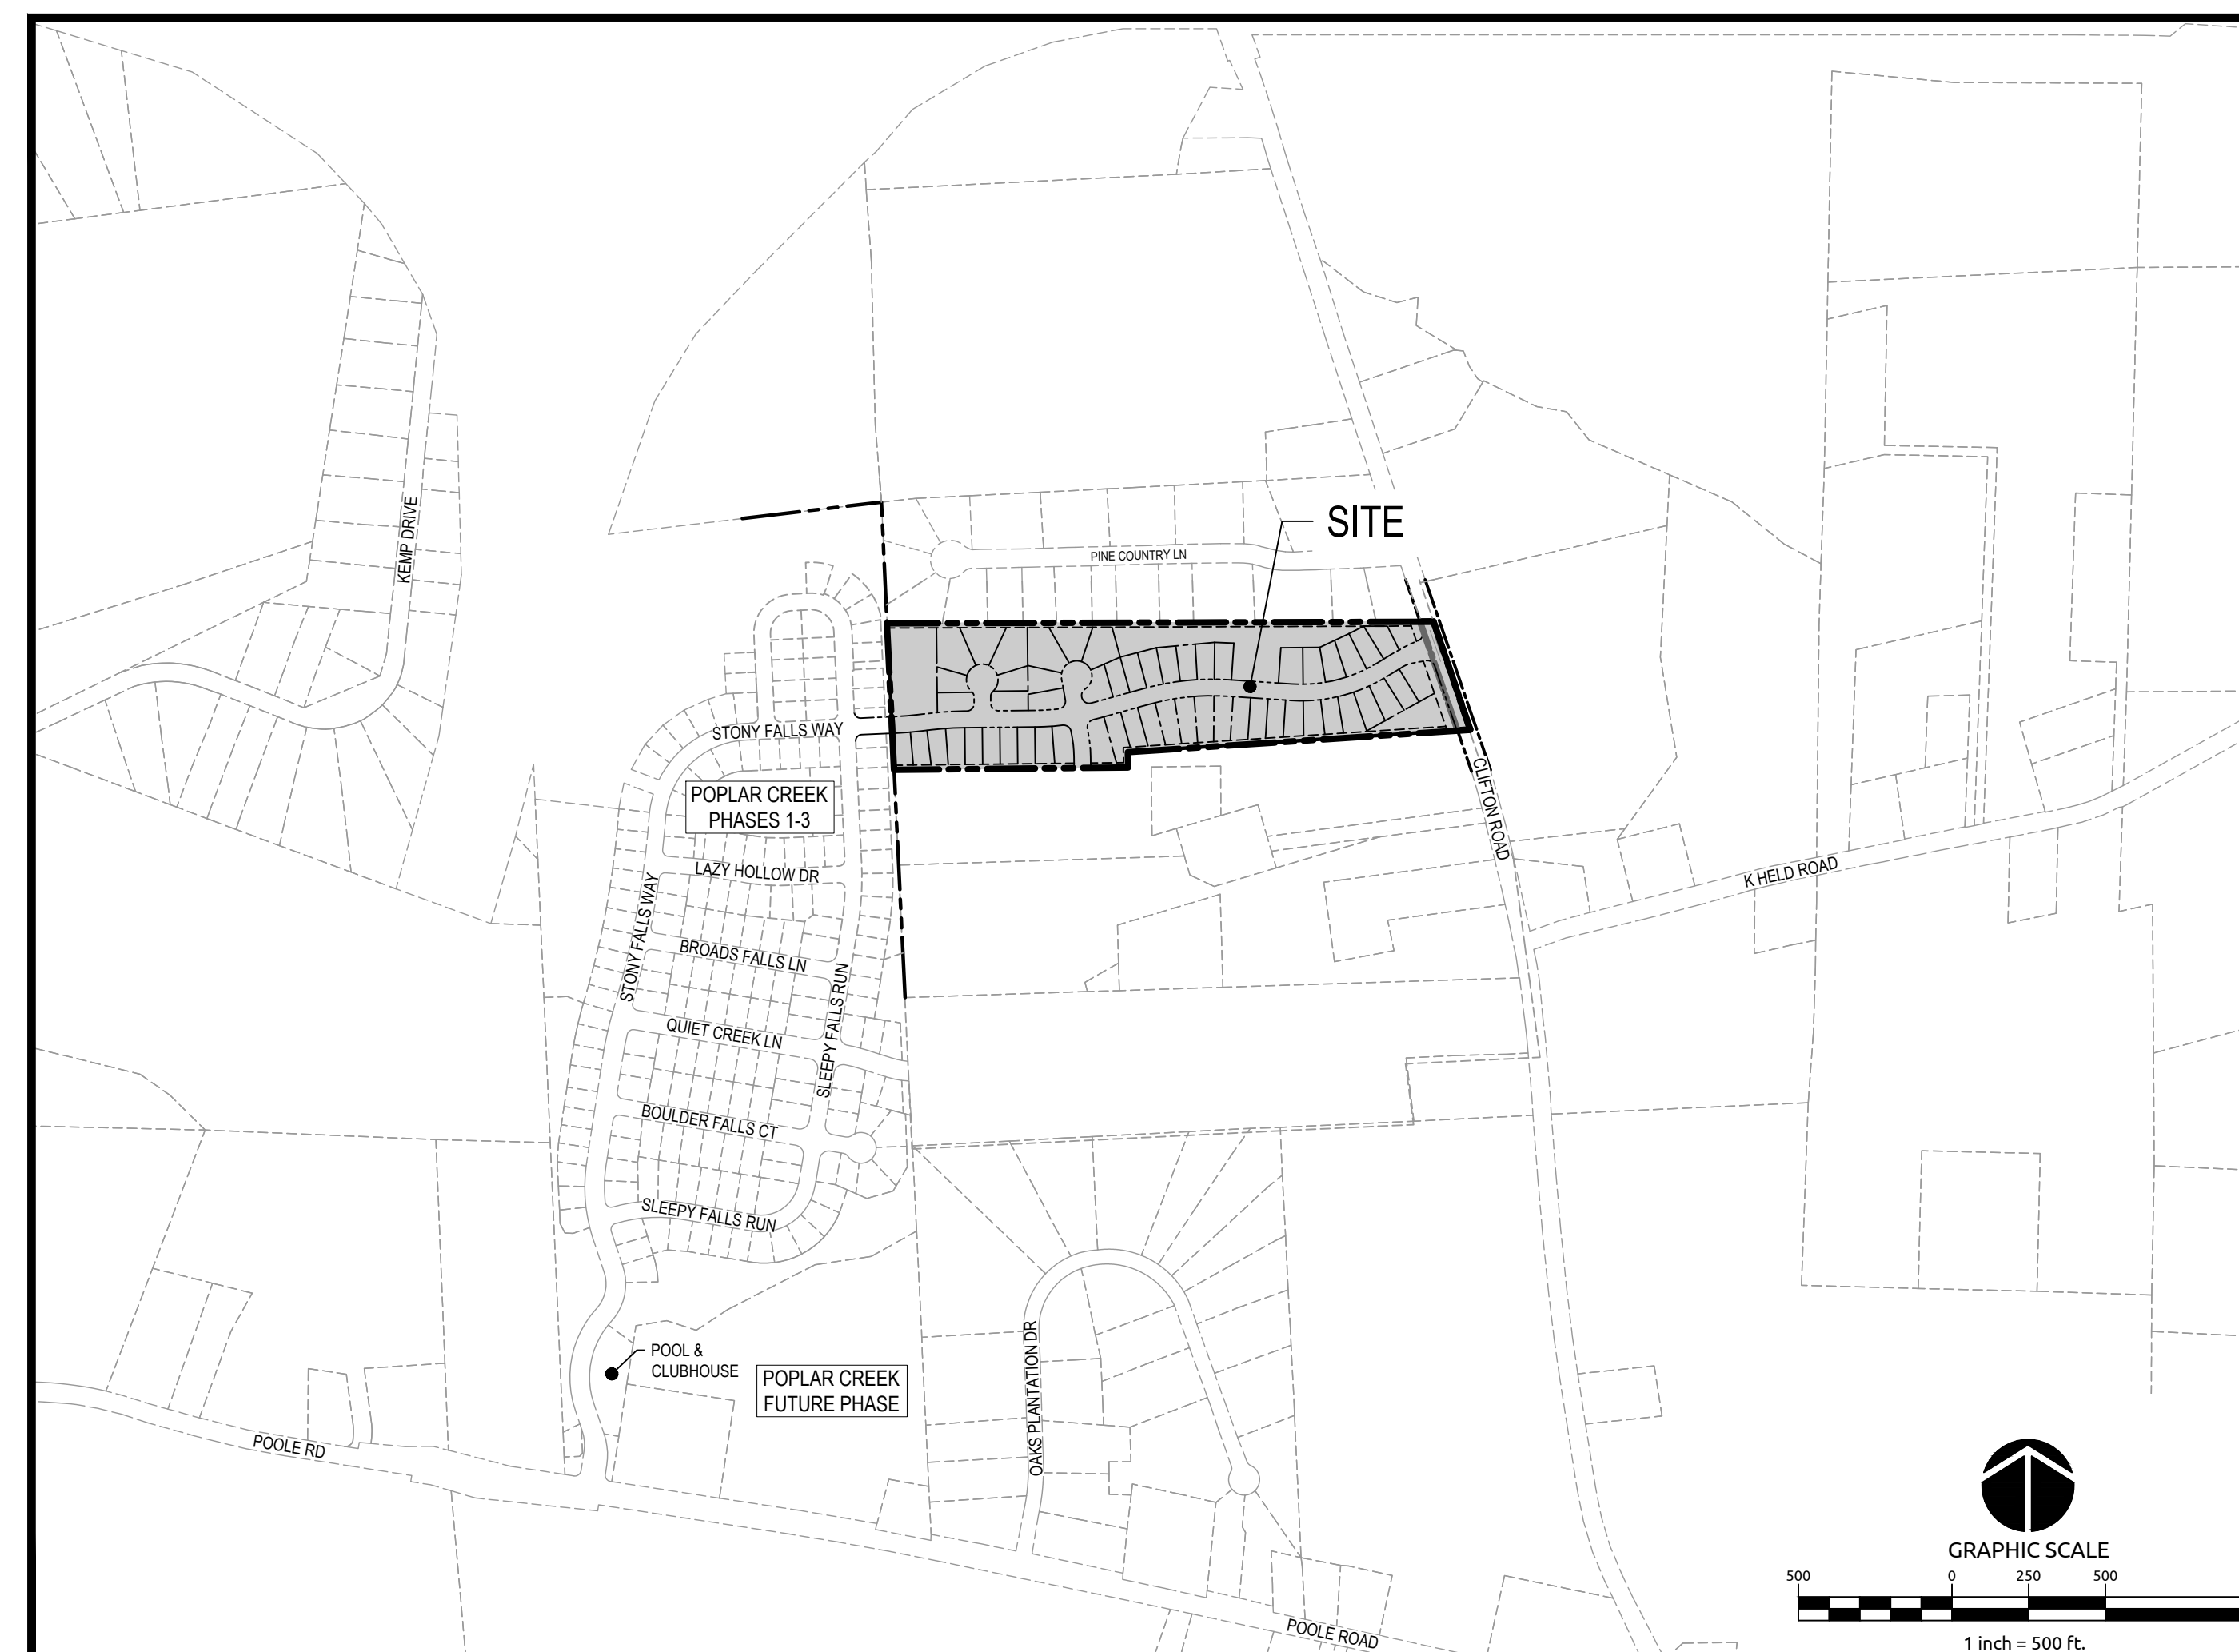 SITE
PINE COUNTRY LN
KEMP DRIVE
STONY FALLS WAY
POPLAR CREEK
PHASES 1-3
CLIFTON ROAD
LAZY HOLLOW DR
K HELD ROAD
STONY FALLS WAY
BROADS FALLS LN
SLEEPY FALLS RUN
QUIET CREEK LN
BOULDER FALLS CT
SLEEPY FALLS RUN
POOL &
CLUBHOUSE
POPLAR CREEK
FUTURE PHASE
OAKS PLANTATION DR
POOLE RD
POOLE ROAD
GRAPHIC SCALE
500 0 250 500
1 inch = 500 ft.